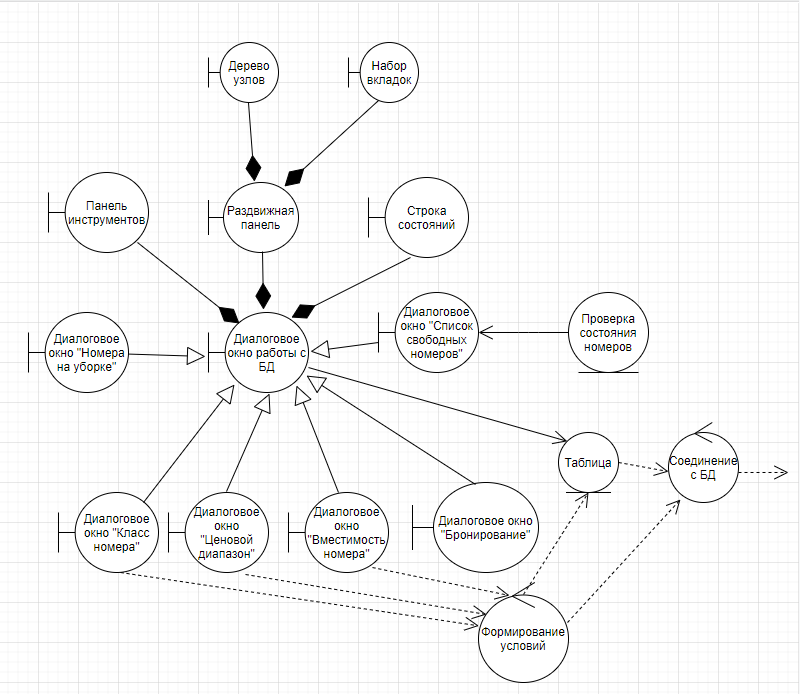 Дерево
узлов
Набор
вкладок
Панель
инструментов
Раздвижная
панель
Строка
состояний
Диалоговое
окно "Номера
на уборке"
Диалоговое
окно работы с
БД
Диалоговое
окно "Список
свободных
номеров"
Проверка
состояния
номеров
Таблица
Соединение
с БД
Диалоговое
окно "Класс
номера"
Диалоговое
окно
"Ценовой
диапазон"
Диалоговое
окно
"Вместимость
номера"
Диалоговое окно
"Бронирование"
Формирование
условий